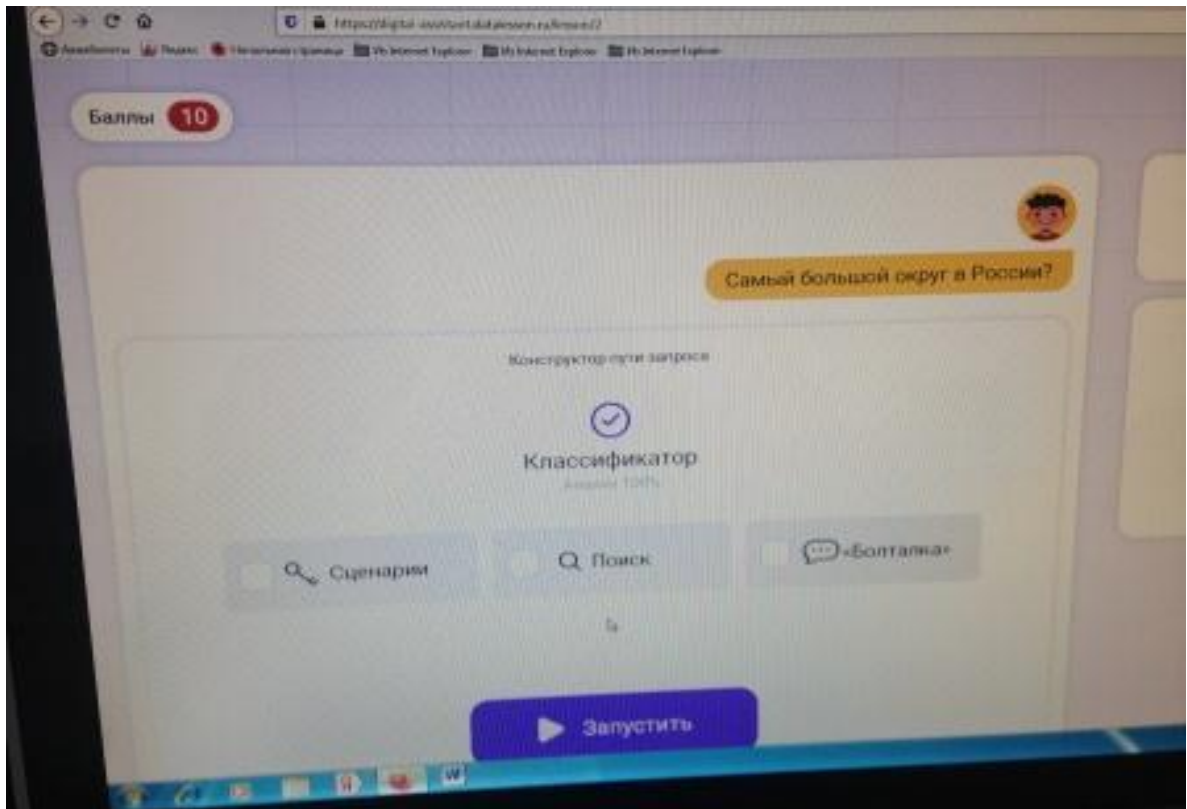 Баллы 10
Самый большой округ в России?
Конструктор пути запроса
Классификатор
Сценарии
Поиск
«Болталка»
Запустить